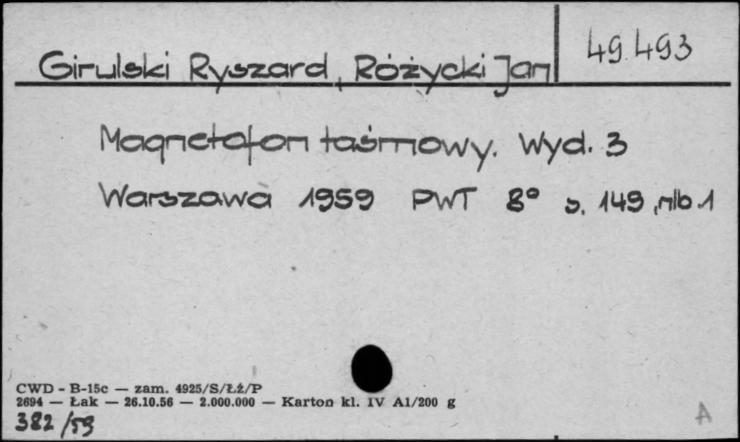 49.493
Girulski Ryszard, Różycki Jan
Magnetofon taśmowy. Wyd. 3
Warszawa 1959 PWT 8° s. 149, nlb.1
CWD - B-15c — zam. 4925/S/Łż/P
2694 — Łak — 26.10.56 — 2.000.000 — Karton kl. IV A1/200 g
382/59
A